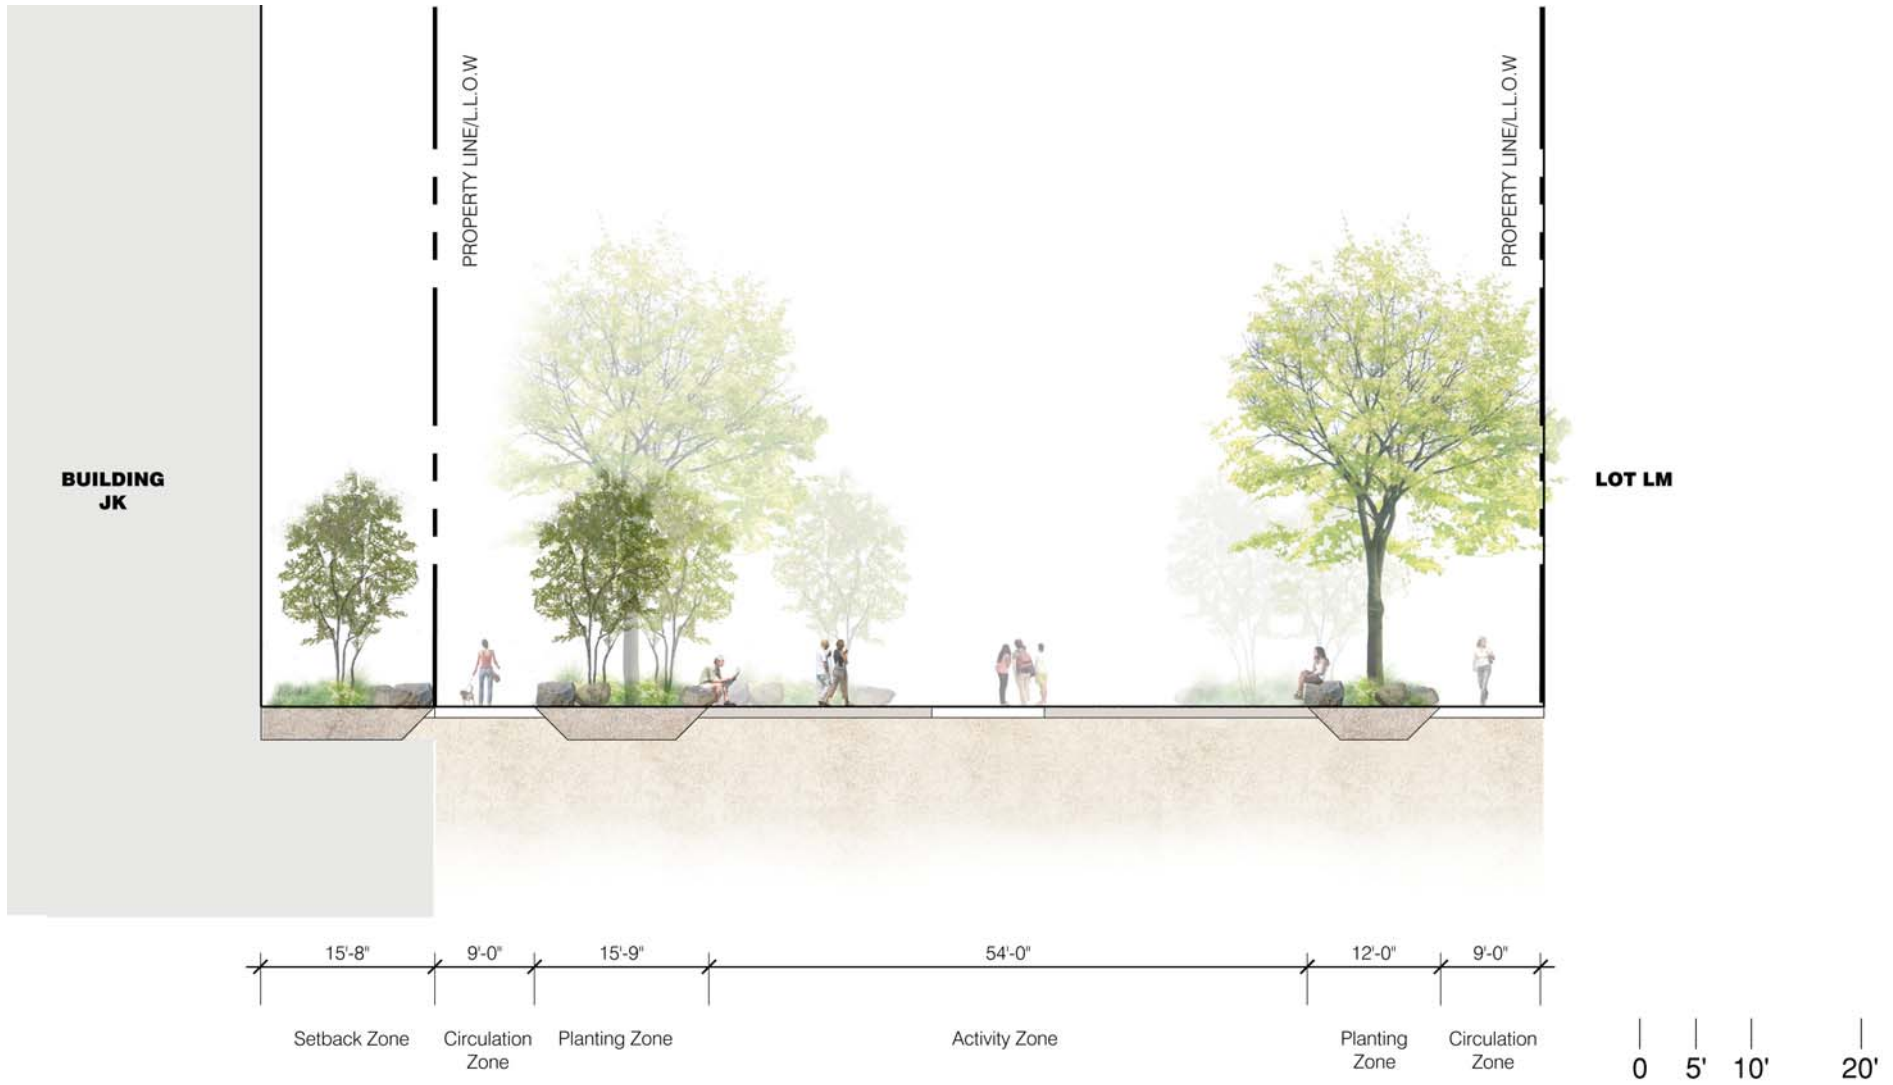 PROPERTY LINE/L.L.O.W
PROPERTY LINE/L.L.O.W
BUILDING
JK
LOT LM
15'-8"
9'-0"
15'-9"
54'-0"
12'-0"
9'-0"
Setback Zone
Circulation
Zone
Planting Zone
Activity Zone
Planting
Zone
Circulation
Zone
0
5'
10'
20'